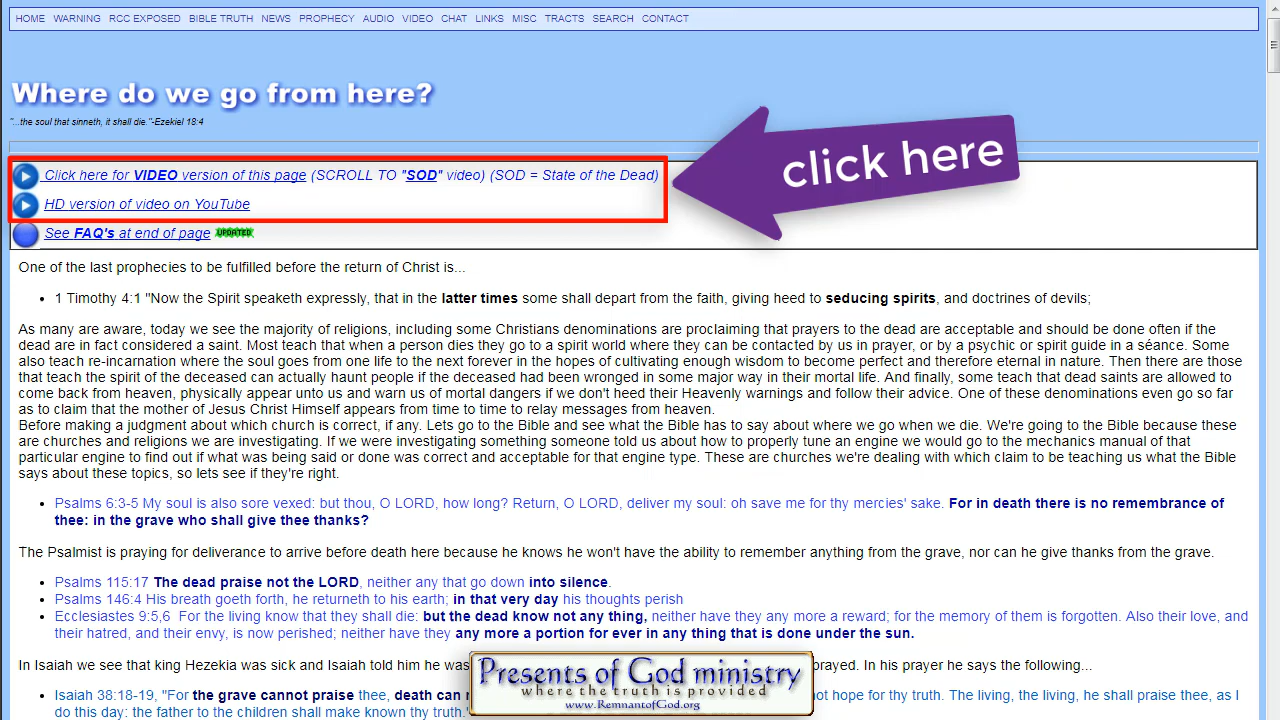 HOME WARNING RCC EXPOSED BIBLE TRUTH NEWS PROPHECY AUDIO VIDEO CHAT LINKS MISC TRACTS SEARCH CONTACT
Where do we go from here?
"...the soul that sinneth, it shall die."-Ezekiel 18:4
Click here for VIDEO version of this page (SCROLL TO "SOD" video) (SOD = State of the Dead)
click here
HD version of video on YouTube
See FAQ's at end of page UPDATED
One of the last prophecies to be fulfilled before the return of Christ is...
• 1 Timothy 4:1 "Now the Spirit speaketh expressly, that in the latter times some shall depart from the faith, giving heed to seducing spirits, and doctrines of devils;
As many are aware, today we see the majority of religions, including some Christians denominations are proclaiming that prayers to the dead are acceptable and should be done often if the
dead are in fact considered a saint. Most teach that when a person dies they go to a spirit world where they can be contacted by us in prayer, or by a psychic or spirit guide in a séance. Some
also teach re-incarnation where the soul goes from one life to the next forever in the hopes of cultivating enough wisdom to become perfect and therefore eternal in nature. Then there are those
that teach the spirit of the deceased can actually haunt people if the deceased had been wronged in some major way in their mortal life. And finally, some teach that dead saints are allowed to
come back from heaven, physically appear unto us and warn us of mortal dangers if we don't heed their Heavenly warnings and follow their advice. One of these denominations even go so far
as to claim that the mother of Jesus Christ Himself appears from time to time to relay messages from heaven.
Before making a judgment about which church is correct, if any. Lets go to the Bible and see what the Bible has to say about where we go when we die. We're going to the Bible because these
are churches and religions we are investigating. If we were investigating something someone told us about how to properly tune an engine we would go to the mechanics manual of that
particular engine to find out if what was being said or done was correct and acceptable for that engine type. These are churches we're dealing with which claim to be teaching us what the Bible
says about these topics, so lets see if they're right.
• Psalms 6:3-5 My soul is also sore vexed: but thou, O LORD, how long? Return, O LORD, deliver my soul: oh save me for thy mercies' sake. For in death there is no remembrance of
thee: in the grave who shall give thee thanks?
The Psalmist is praying for deliverance to arrive before death here because he knows he won't have the ability to remember anything from the grave, nor can he give thanks from the grave.
• Psalms 115:17 The dead praise not the LORD, neither any that go down into silence.
• Psalms 146:4 His breath goeth forth, he returneth to his earth; in that very day his thoughts perish
• Ecclesiastes 9:5,6 For the living know that they shall die: but the dead know not any thing, neither have they any more a reward; for the memory of them is forgotten. Also their love, and
their hatred, and their envy, is now perished; neither have they any more a portion for ever in any thing that is done under the sun.
In Isaiah we see that king Hezekia was sick and Isaiah told him he was prayed. In his prayer he says the following...
• Isaiah 38:18-19, "For the grave cannot praise thee, death can not hope for thy truth. The living, the living, he shall praise thee, as I
do this day: the father to the children shall make known thy truth."
Presents of God ministry
where the truth is provided
www.RemnantofGod.org